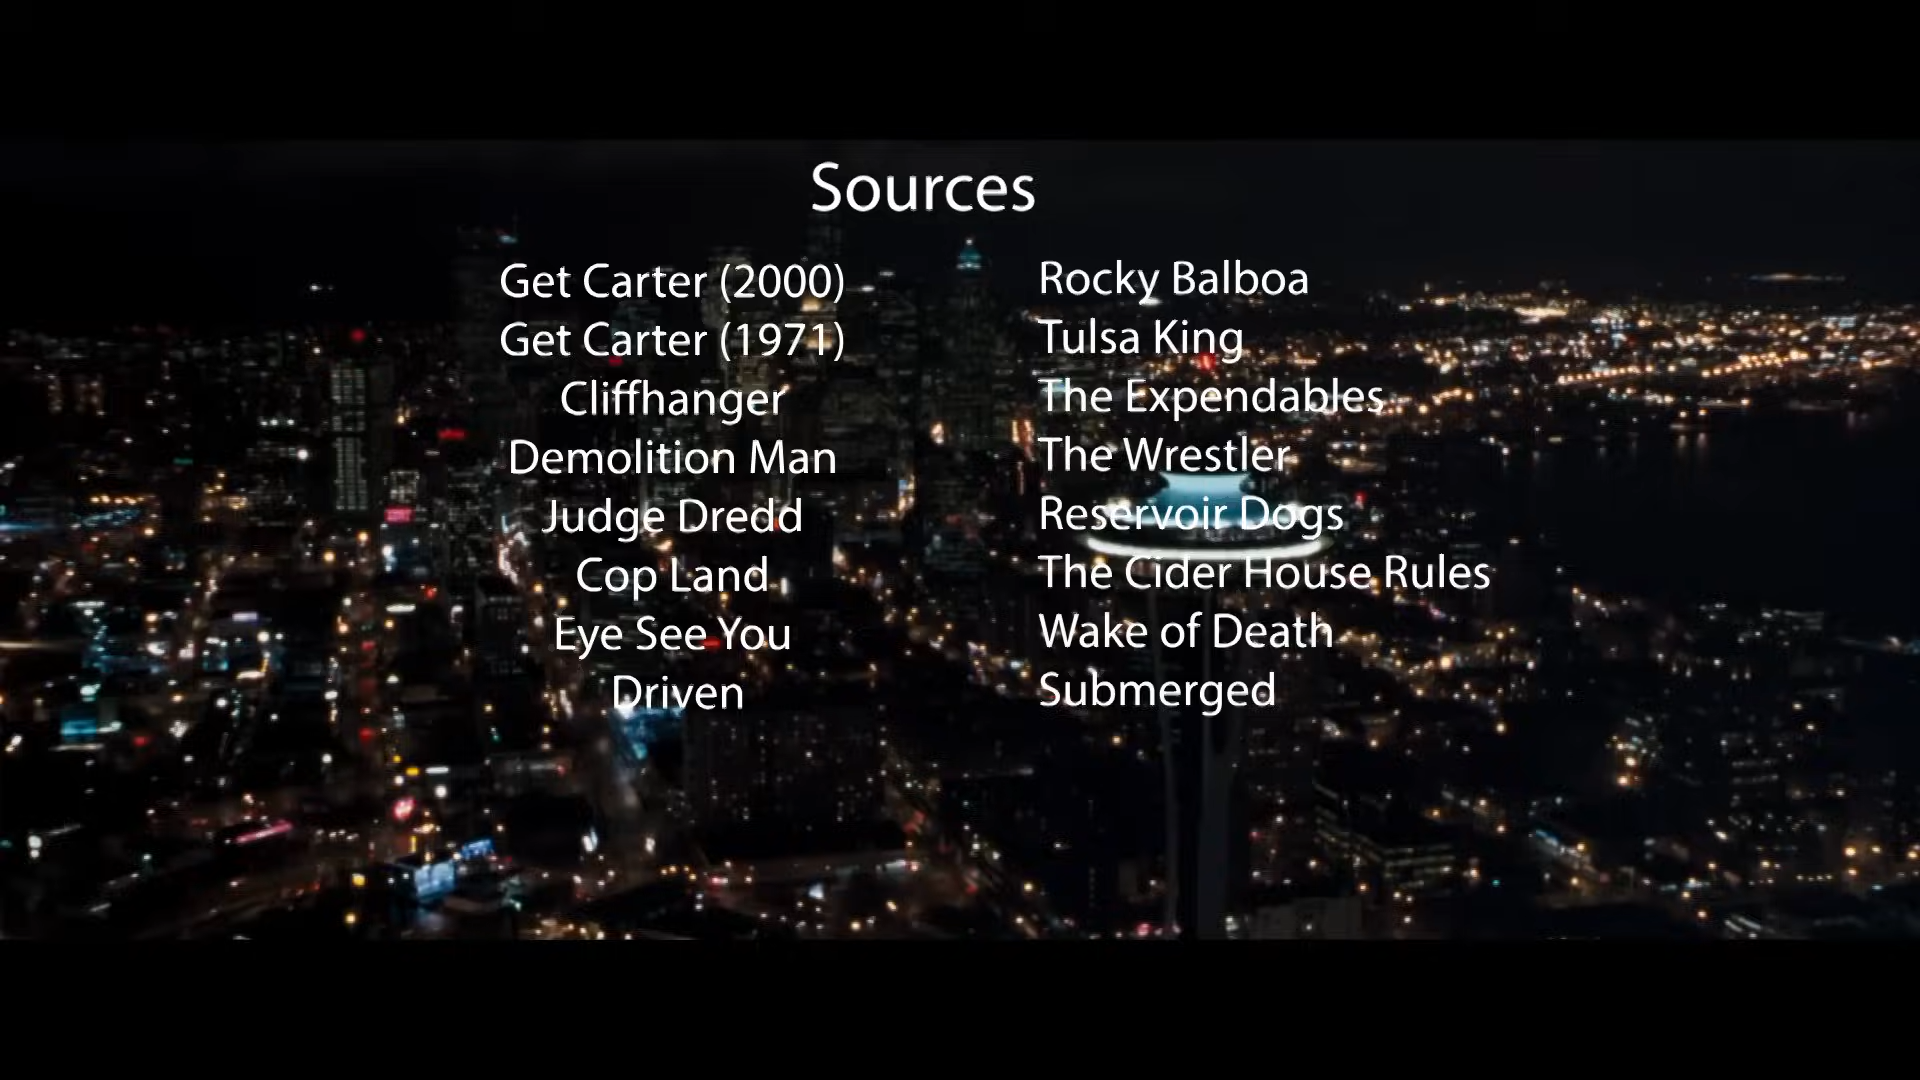 Sources
Get Carter (2000)
Get Carter (1971)
Cliffhanger
Demolition Man
Judge Dredd
Cop Land
Eye See You
Driven
Rocky Balboa
Tulsa King
The Expendables
The Wrestler
Reservoir Dogs
The Cider House Rules
Wake of Death
Submerged